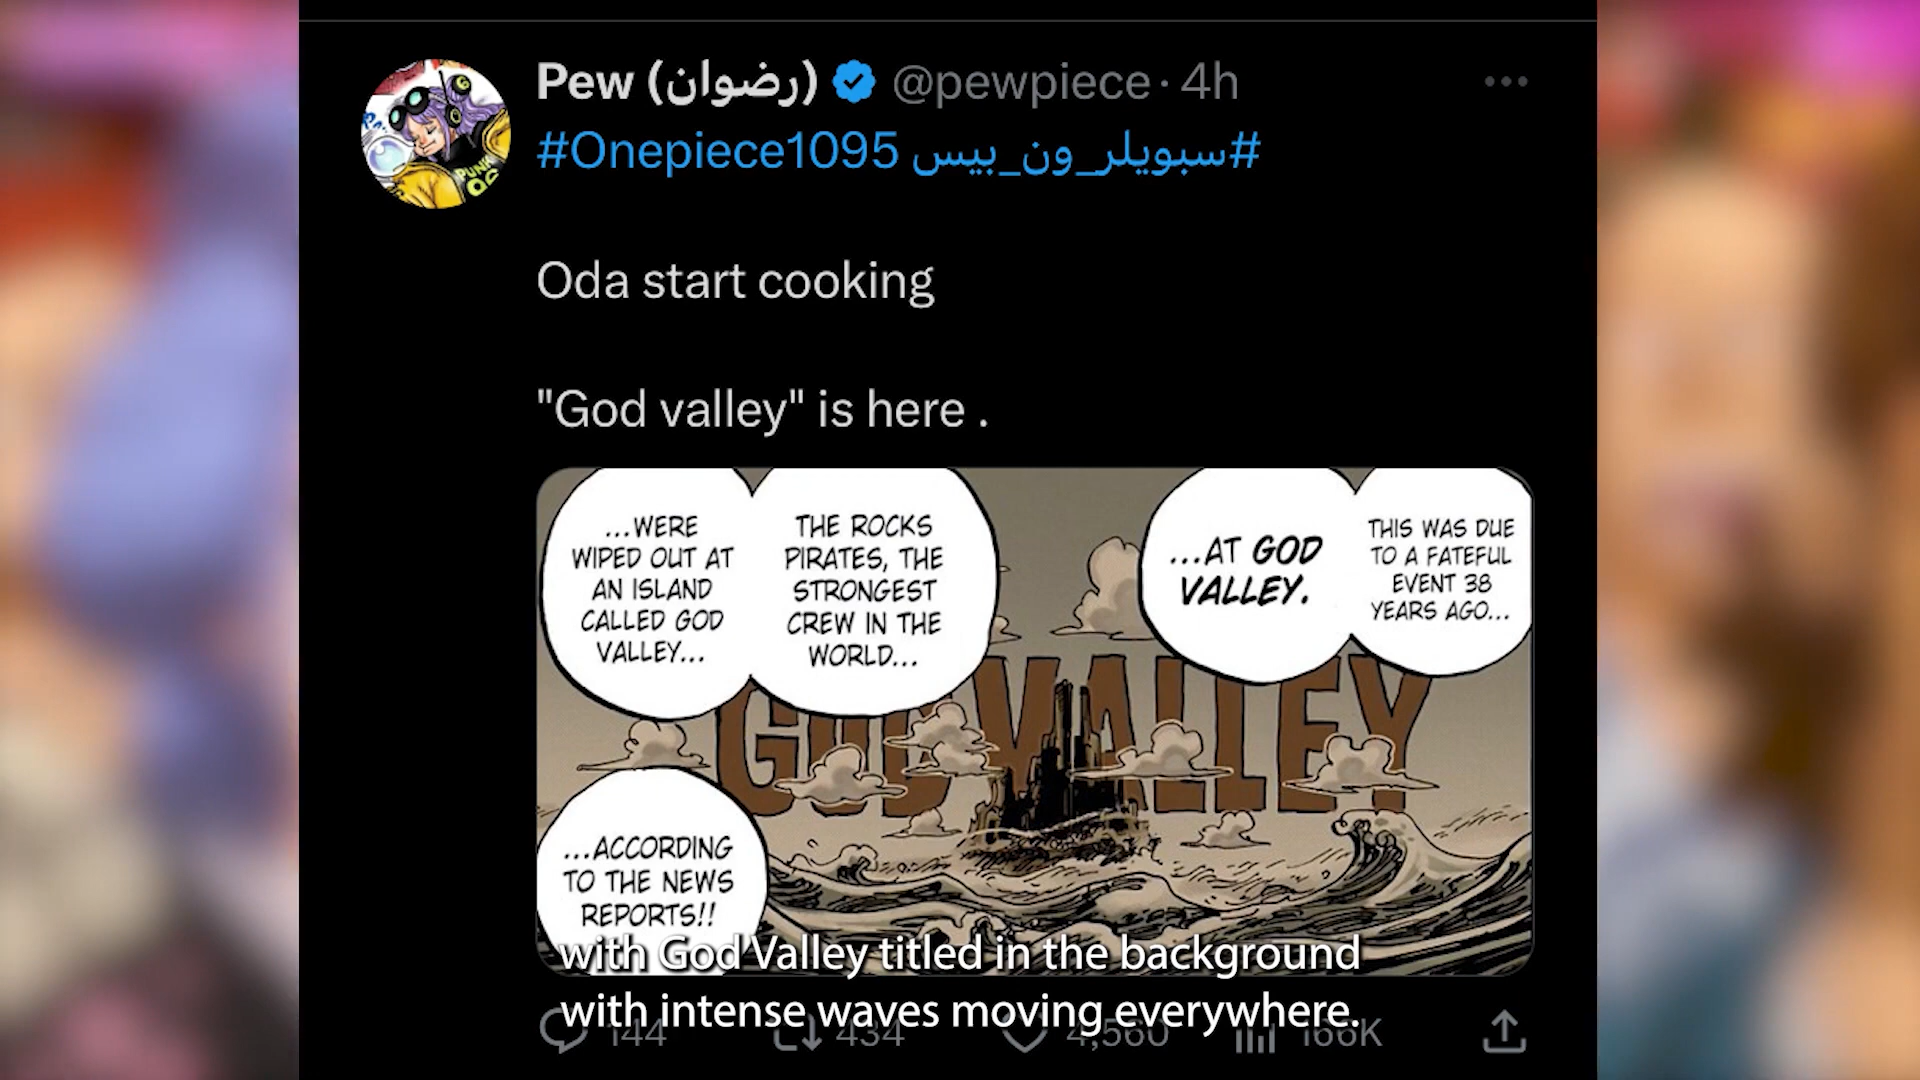 Pew (رضوان) @pewpiece · 4h
#Onepiece1095 #سبويلر_ون_بيس
Oda start cooking
"God valley" is here .
THIS WAS DUE
TO A FATEFUL
EVENT 38
YEARS AGO...
...AT GOD
VALLEY.
THE ROCKS
PIRATES, THE
STRONGEST
CREW IN THE
WORLD...
...WERE
WIPED OUT AT
AN ISLAND
CALLED GOD
VALLEY...
GOD VALLEY
...ACCORDING
TO THE NEWS
REPORTS!!
with God Valley titled in the background
with intense waves moving everywhere.
144 434 4,560 166K